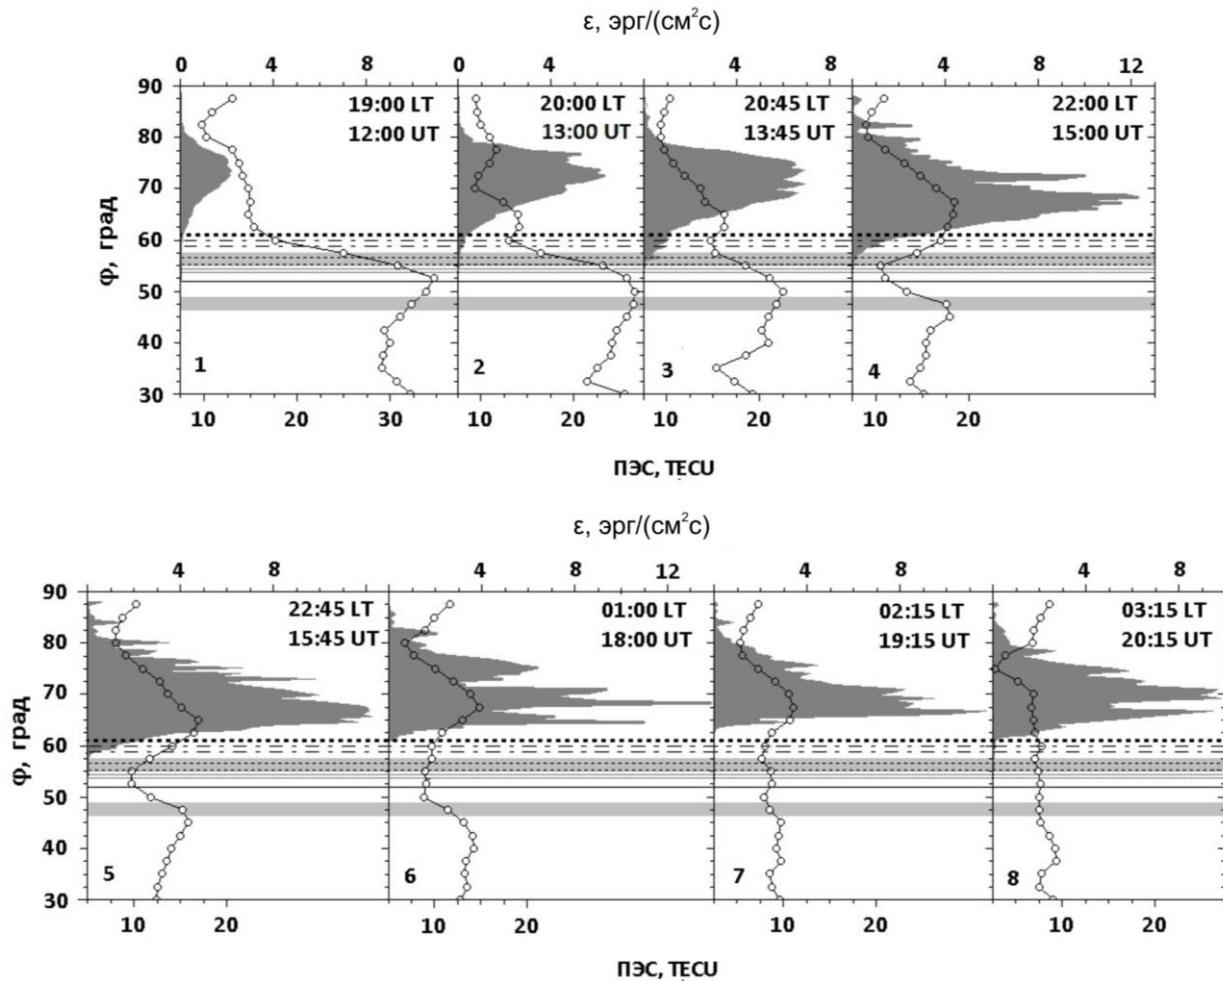 ε, эрг/(см²с)
0 4 8 0 4 4 8 4 8 12
90
80
70
60
50
40
30
φ, град
19:00 LT
12:00 UT
20:00 LT
13:00 UT
20:45 LT
13:45 UT
22:00 LT
15:00 UT
1 2 3 4
10 20 30 10 20 10 20 10 20
ПЭС, TECU
ε, эрг/(см²с)
4 8 4 8 12 4 8 4 8
90
80
70
60
50
40
30
φ, град
22:45 LT
15:45 UT
01:00 LT
18:00 UT
02:15 LT
19:15 UT
03:15 LT
20:15 UT
5 6 7 8
10 20 10 20 10 20 10 20
ПЭС, TECU